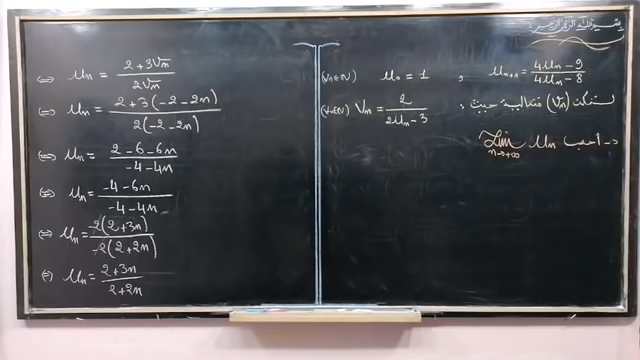 بسم الله الرحمن الرحيم
(∀n∈ℕ) U₀ = 1 , Uₙ₊₁ = (4Uₙ - 9)/(4Uₙ - 8)
لتكن (Vₙ) متتالية حيث : (∀n∈ℕ) Vₙ = 2/(2Uₙ - 3)
أحسب Lim n→+∞ Uₙ
⇔ Uₙ = (2+3Vₙ)/(2Vₙ)
⇔ Uₙ = (2+3(-2-2n))/(2(-2-2n))
⇔ Uₙ = (2-6-6n)/(-4-4n)
⇔ Uₙ = (-4-6n)/(-4-4n)
⇔ Uₙ = -2(2+3n)/(-2(2+2n))
⇔ Uₙ = (2+3n)/(2+2n)